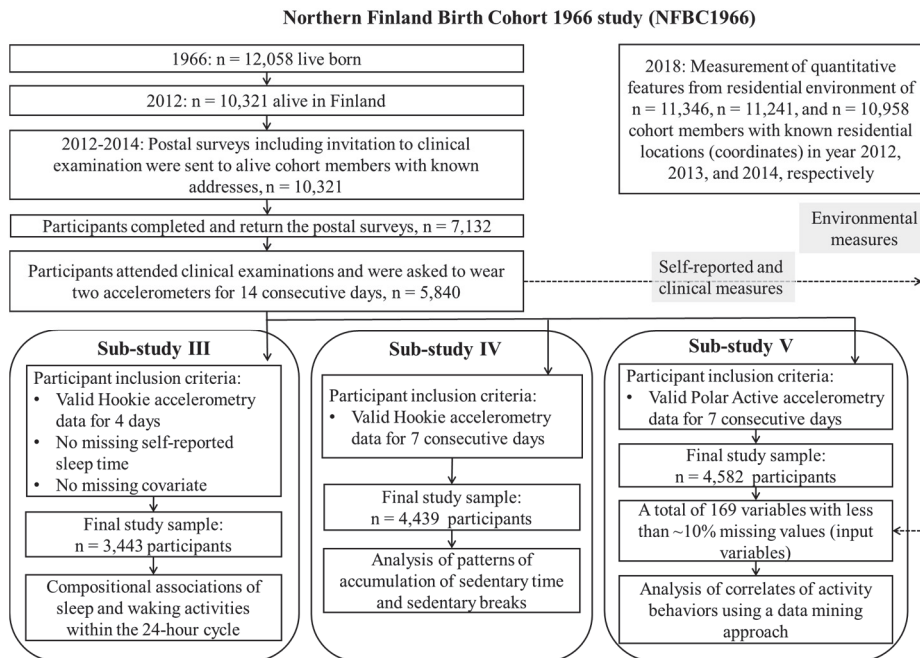 Northern Finland Birth Cohort 1966 study (NFBC1966)
1966: n = 12,058 live born
2012: n = 10,321 alive in Finland
2012-2014: Postal surveys including invitation to clinical
examination were sent to alive cohort members with known
addresses, n = 10,321
Participants completed and return the postal surveys, n = 7,132
Participants attended clinical examinations and were asked to wear
two accelerometers for 14 consecutive days, n = 5,840
2018: Measurement of quantitative
features from residential environment of
n = 11,346, n = 11,241, and n = 10,958
cohort members with known residential
locations (coordinates) in year 2012,
2013, and 2014, respectively
Environmental
measures
Self-reported and
clinical measures
Sub-study III
Participant inclusion criteria:
• Valid Hookie accelerometry
data for 4 days
• No missing self-reported
sleep time
• No missing covariate
Final study sample:
n = 3,443 participants
Compositional associations of
sleep and waking activities
within the 24-hour cycle
Sub-study IV
Participant inclusion criteria:
• Valid Hookie accelerometry
data for 7 consecutive days
Final study sample:
n = 4,439 participants
Analysis of patterns of
accumulation of sedentary time
and sedentary breaks
Sub-study V
Participant inclusion criteria:
• Valid Polar Active accelerometry
data for 7 consecutive days
Final study sample:
n = 4,582 participants
A total of 169 variables with less
than ~10% missing values (input
variables)
Analysis of correlates of activity
behaviors using a data mining
approach